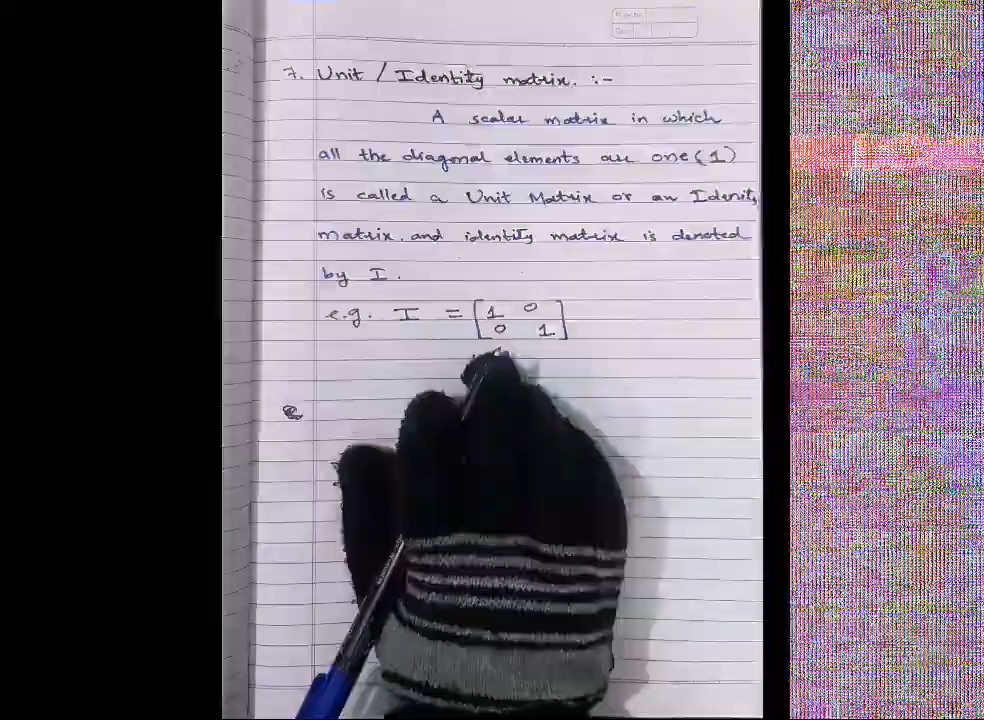 7. Unit / Identity matrix. :-
A scalar matrix in which
all the diagonal elements are one (1)
is called a Unit Matrix or an Idenity
matrix. and identity matrix is denoted
by I.
e.g. I = [1 0
0 1]